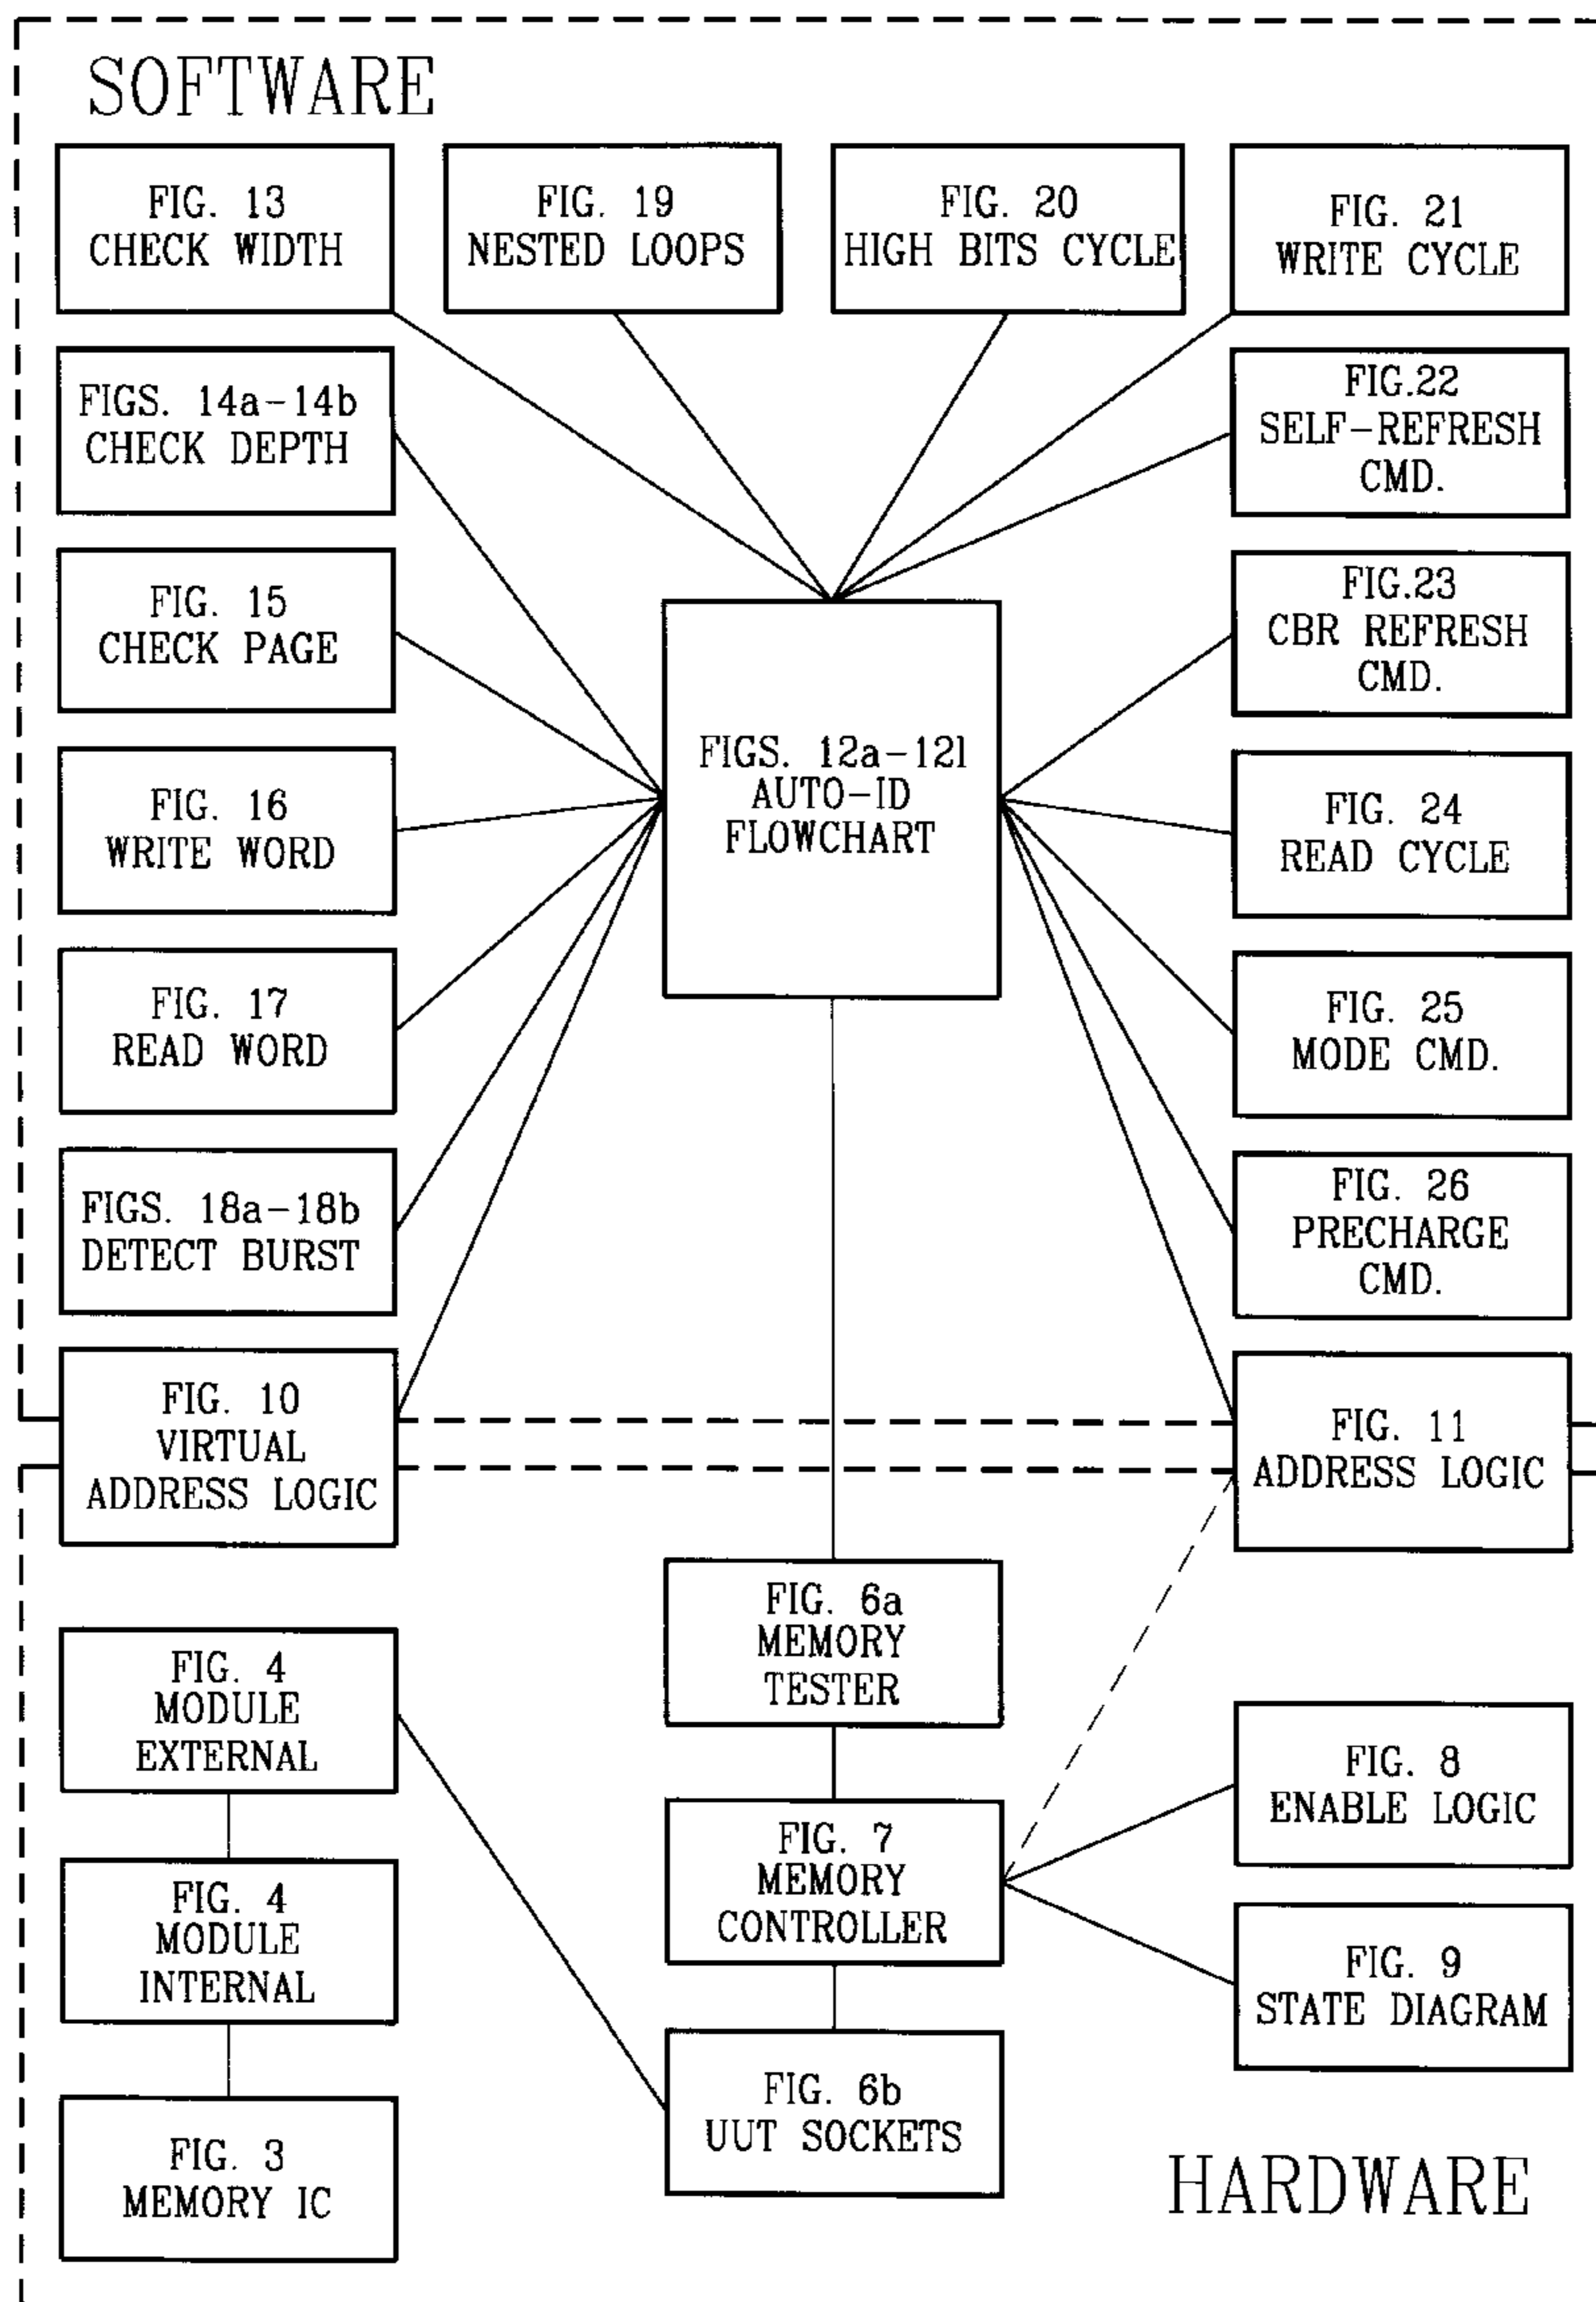 SOFTWARE
FIG. 13
CHECK WIDTH
FIG. 19
NESTED LOOPS
FIG. 20
HIGH BITS CYCLE
FIG. 21
WRITE CYCLE
FIGS. 14a-14b
CHECK DEPTH
FIG.22
SELF-REFRESH
CMD.
FIG. 15
CHECK PAGE
FIG.23
CBR REFRESH
CMD.
FIGS. 12a-12l
AUTO-ID
FLOWCHART
FIG. 16
WRITE WORD
FIG. 24
READ CYCLE
FIG. 17
READ WORD
FIG. 25
MODE CMD.
FIGS. 18a-18b
DETECT BURST
FIG. 26
PRECHARGE
CMD.
FIG. 10
VIRTUAL
ADDRESS LOGIC
FIG. 11
ADDRESS LOGIC
FIG. 6a
MEMORY
TESTER
FIG. 4
MODULE
EXTERNAL
FIG. 8
ENABLE LOGIC
FIG. 7
MEMORY
CONTROLLER
FIG. 4
MODULE
INTERNAL
FIG. 9
STATE DIAGRAM
FIG. 6b
UUT SOCKETS
FIG. 3
MEMORY IC
HARDWARE